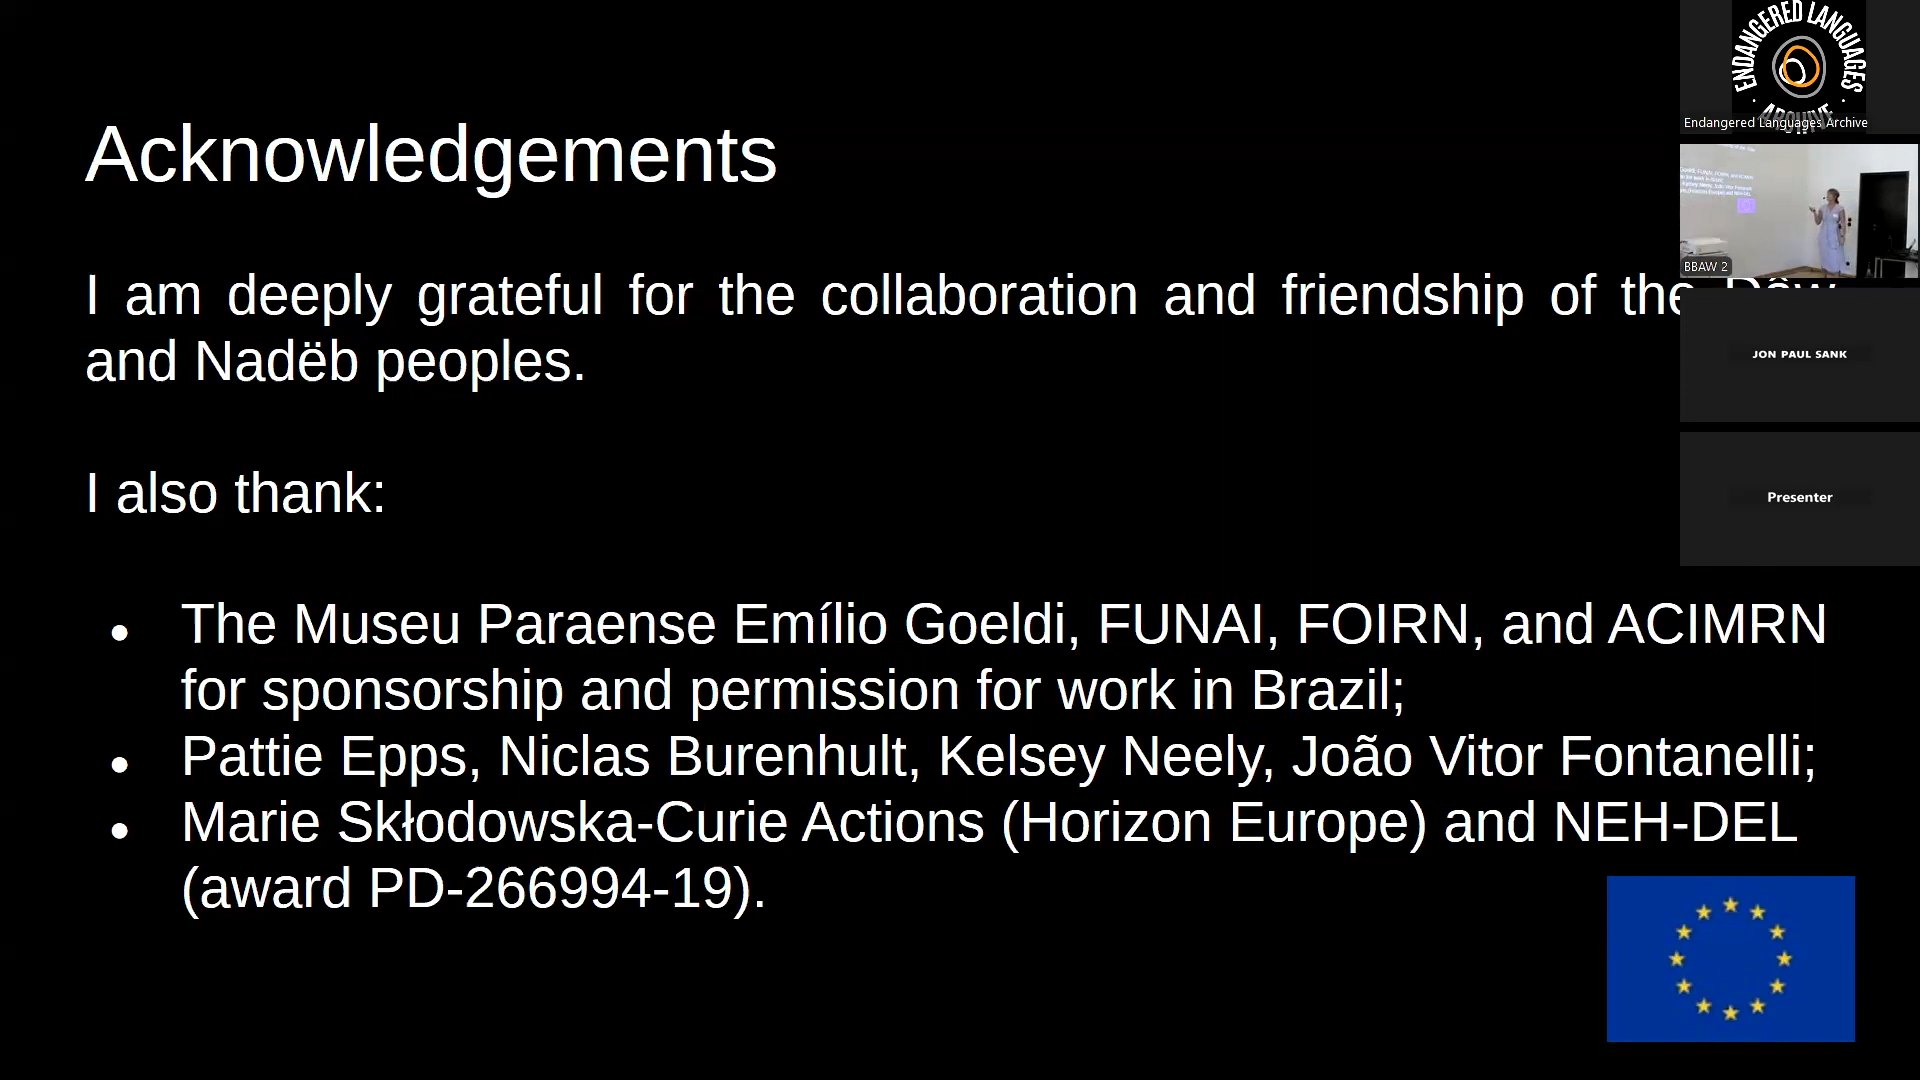 Acknowledgements
I am deeply grateful for the collaboration and friendship of the Dâw
and Nadëb peoples.
I also thank:
● The Museu Paraense Emílio Goeldi, FUNAI, FOIRN, and ACIMRN
for sponsorship and permission for work in Brazil;
● Pattie Epps, Niclas Burenhult, Kelsey Neely, João Vitor Fontanelli;
● Marie Skłodowska-Curie Actions (Horizon Europe) and NEH-DEL
(award PD-266994-19).
ENDANGERED LANGUAGES
ARCHIVE
Endangered Languages Archive
BBAW 2
JON PAUL SANK
Presenter